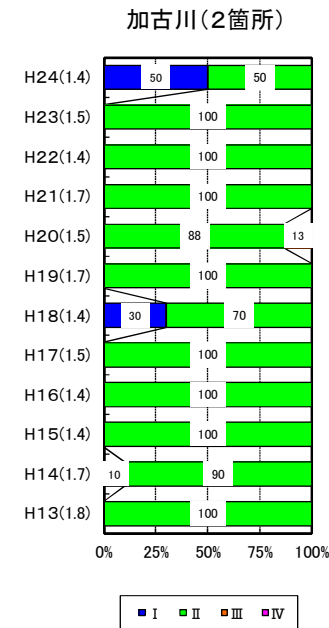 加古川(2箇所)
H24(1.4) 50 50
H23(1.5) 100
H22(1.4) 100
H21(1.7) 100
H20(1.5) 88 13
H19(1.7) 100
H18(1.4) 30 70
H17(1.5) 100
H16(1.4) 100
H15(1.4) 100
H14(1.7) 10 90
H13(1.8) 100
0% 25% 50% 75% 100%
Ⅰ Ⅱ Ⅲ Ⅳ